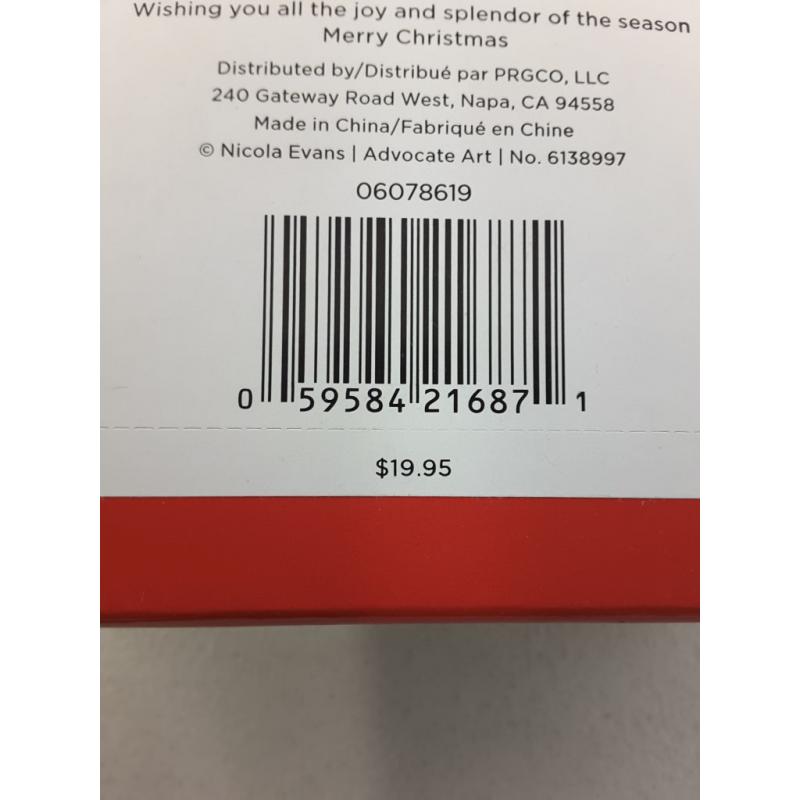 Wishing you all the joy and splendor of the season
Merry Christmas
Distributed by/Distribué par PRGCO, LLC
240 Gateway Road West, Napa, CA 94558
Made in China/Fabriqué en Chine
© Nicola Evans | Advocate Art | No. 6138997
06078619
0 59584 21687 1
$19.95